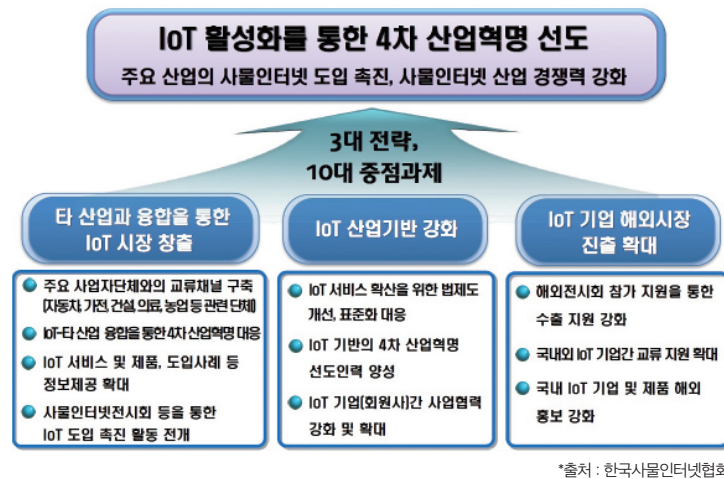 IoT 활성화를 통한 4차 산업혁명 선도
주요 산업의 사물인터넷 도입 촉진, 사물인터넷 산업 경쟁력 강화
3대 전략,
10대 중점과제
타 산업과 융합을 통한
IoT 시장 창출
주요 사업자단체와의 교류채널 구축
(자동차, 가전, 건설, 의료, 농업 등 관련 단체)
IoT-타 산업 융합을 통한 4차 산업혁명 대응
IoT 서비스 및 제품, 도입사례 등
정보제공 확대
사물인터넷전시회 등을 통한
IoT 도입 촉진 활동 전개
IoT 산업기반 강화
IoT 서비스 확산을 위한 법제도
개선, 표준화 대응
IoT 기반의 4차 산업혁명
선도인력 양성
IoT 기업(회원사)간 사업협력
강화 및 확대
IoT 기업 해외시장
진출 확대
해외전시회 참가 지원을 통한
수출 지원 강화
국내외 IoT 기업간 교류 지원 확대
국내 IoT 기업 및 제품 해외
홍보 강화
*출처 : 한국사물인터넷협회